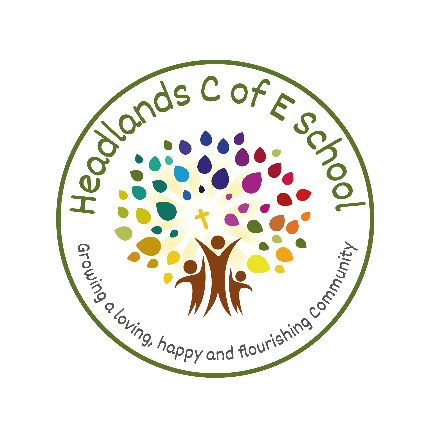 Headlands C of E school
Growing a loving, happy and flourishing Community